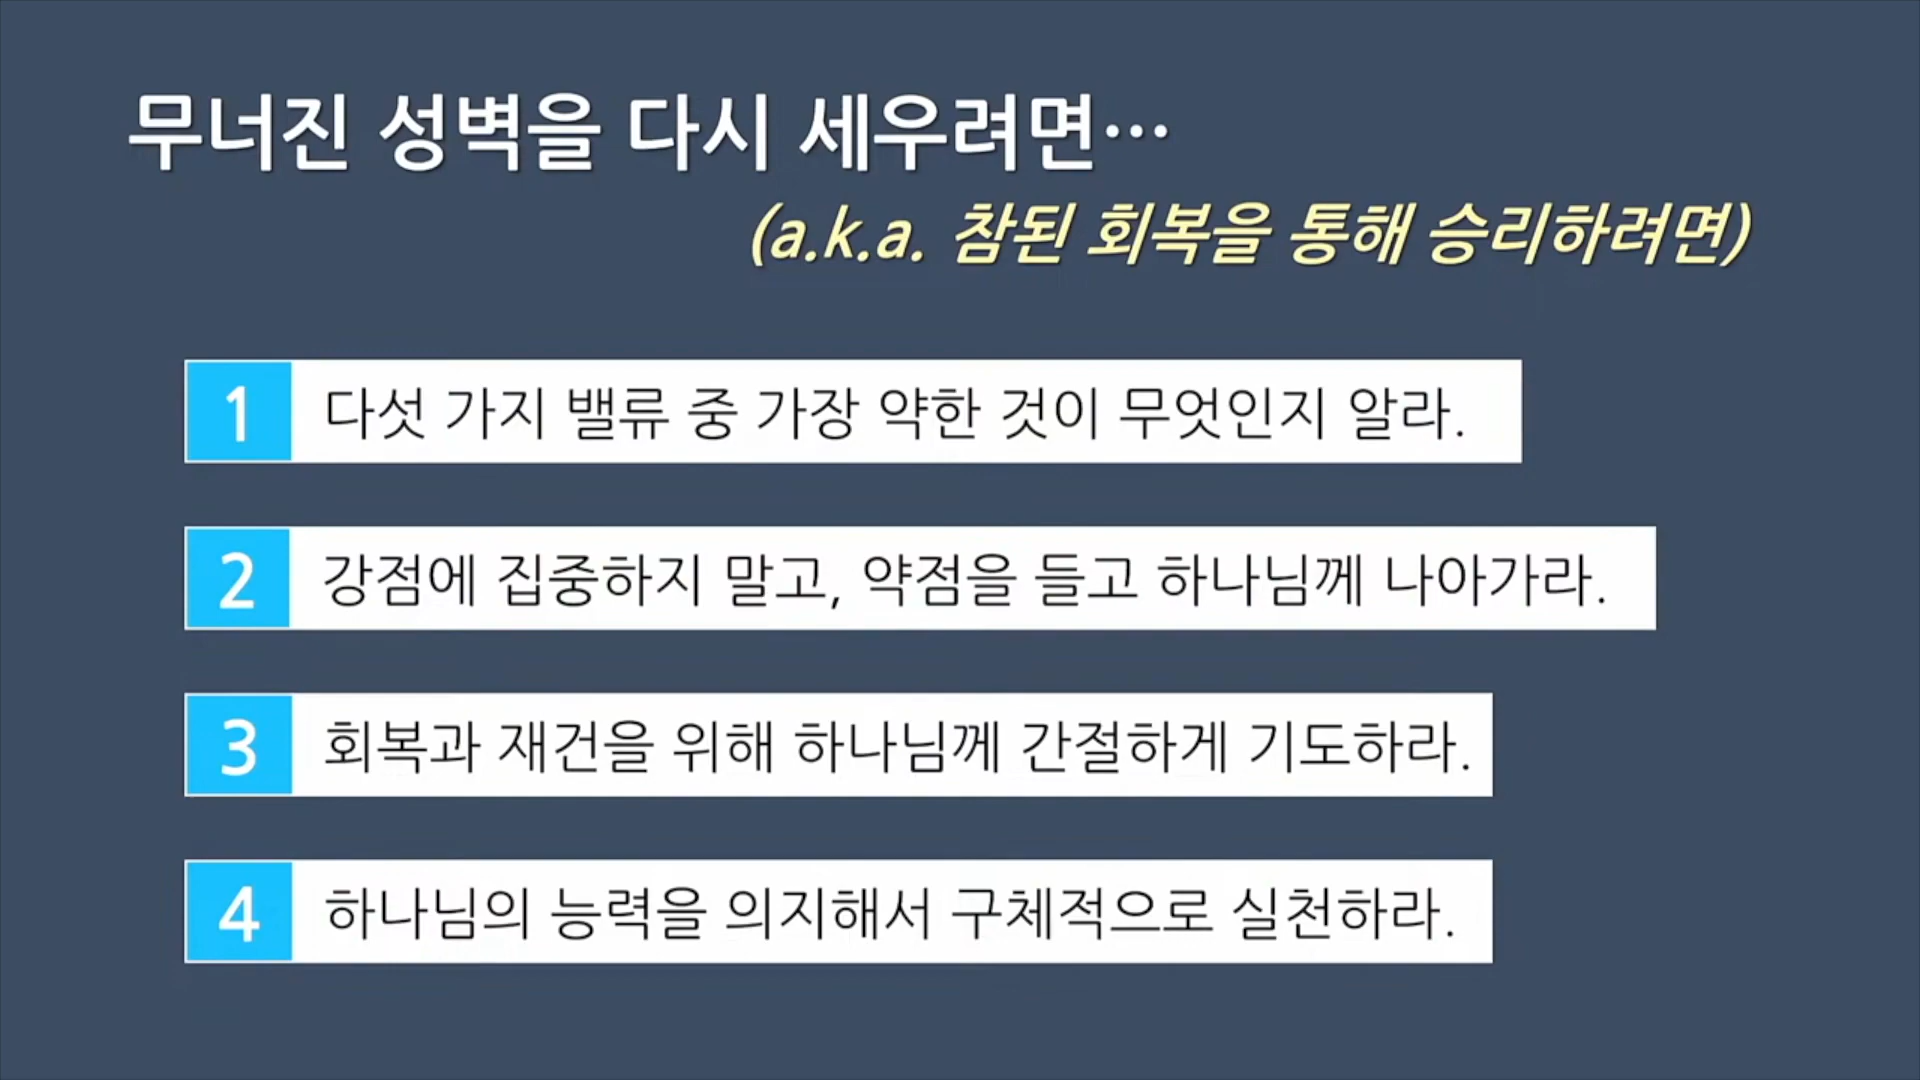 무너진 성벽을 다시 세우려면…
(a.k.a. 참된 회복을 통해 승리하려면)
1 다섯 가지 밸류 중 가장 약한 것이 무엇인지 알라.
2 강점에 집중하지 말고, 약점을 들고 하나님께 나아가라.
3 회복과 재건을 위해 하나님께 간절하게 기도하라.
4 하나님의 능력을 의지해서 구체적으로 실천하라.